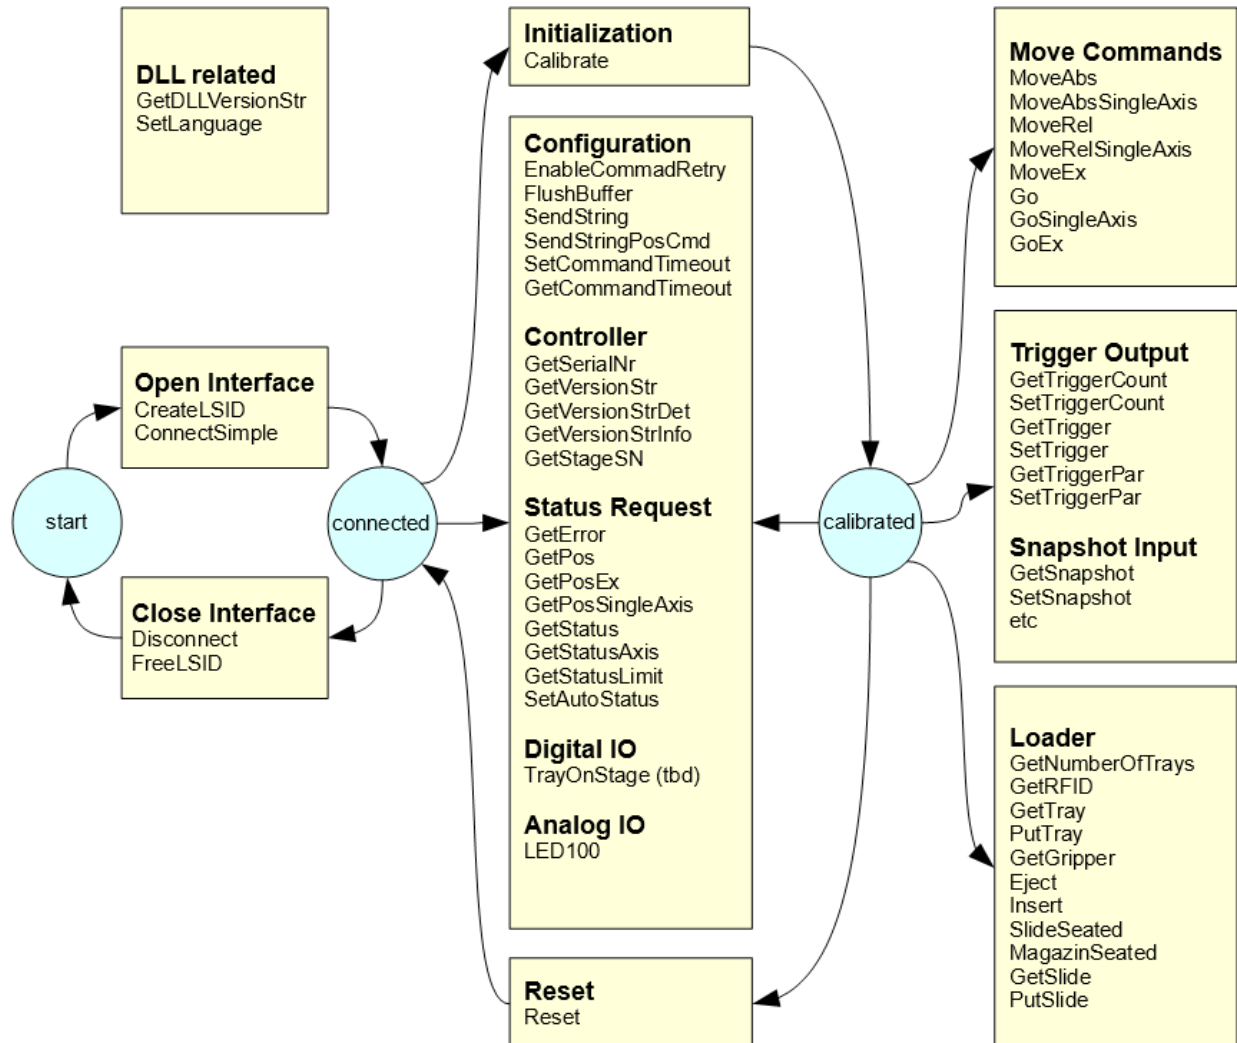 DLL related
GetDLLVersionStr
SetLanguage
Open Interface
CreateLSID
ConnectSimple
start
connected
Close Interface
Disconnect
FreeLSID
Initialization
Calibrate
Configuration
EnableCommadRetry
FlushBuffer
SendString
SendStringPosCmd
SetCommandTimeout
GetCommandTimeout
Controller
GetSerialNr
GetVersionStr
GetVersionStrDet
GetVersionStrInfo
GetStageSN
Status Request
GetError
GetPos
GetPosEx
GetPosSingleAxis
GetStatus
GetStatusAxis
GetStatusLimit
SetAutoStatus
Digital IO
TrayOnStage (tbd)
Analog IO
LED100
Reset
Reset
calibrated
Move Commands
MoveAbs
MoveAbsSingleAxis
MoveRel
MoveRelSingleAxis
MoveEx
Go
GoSingleAxis
GoEx
Trigger Output
GetTriggerCount
SetTriggerCount
GetTrigger
SetTrigger
GetTriggerPar
SetTriggerPar
Snapshot Input
GetSnapshot
SetSnapshot
etc
Loader
GetNumberOfTrays
GetRFID
GetTray
PutTray
GetGripper
Eject
Insert
SlideSeated
MagazinSeated
GetSlide
PutSlide